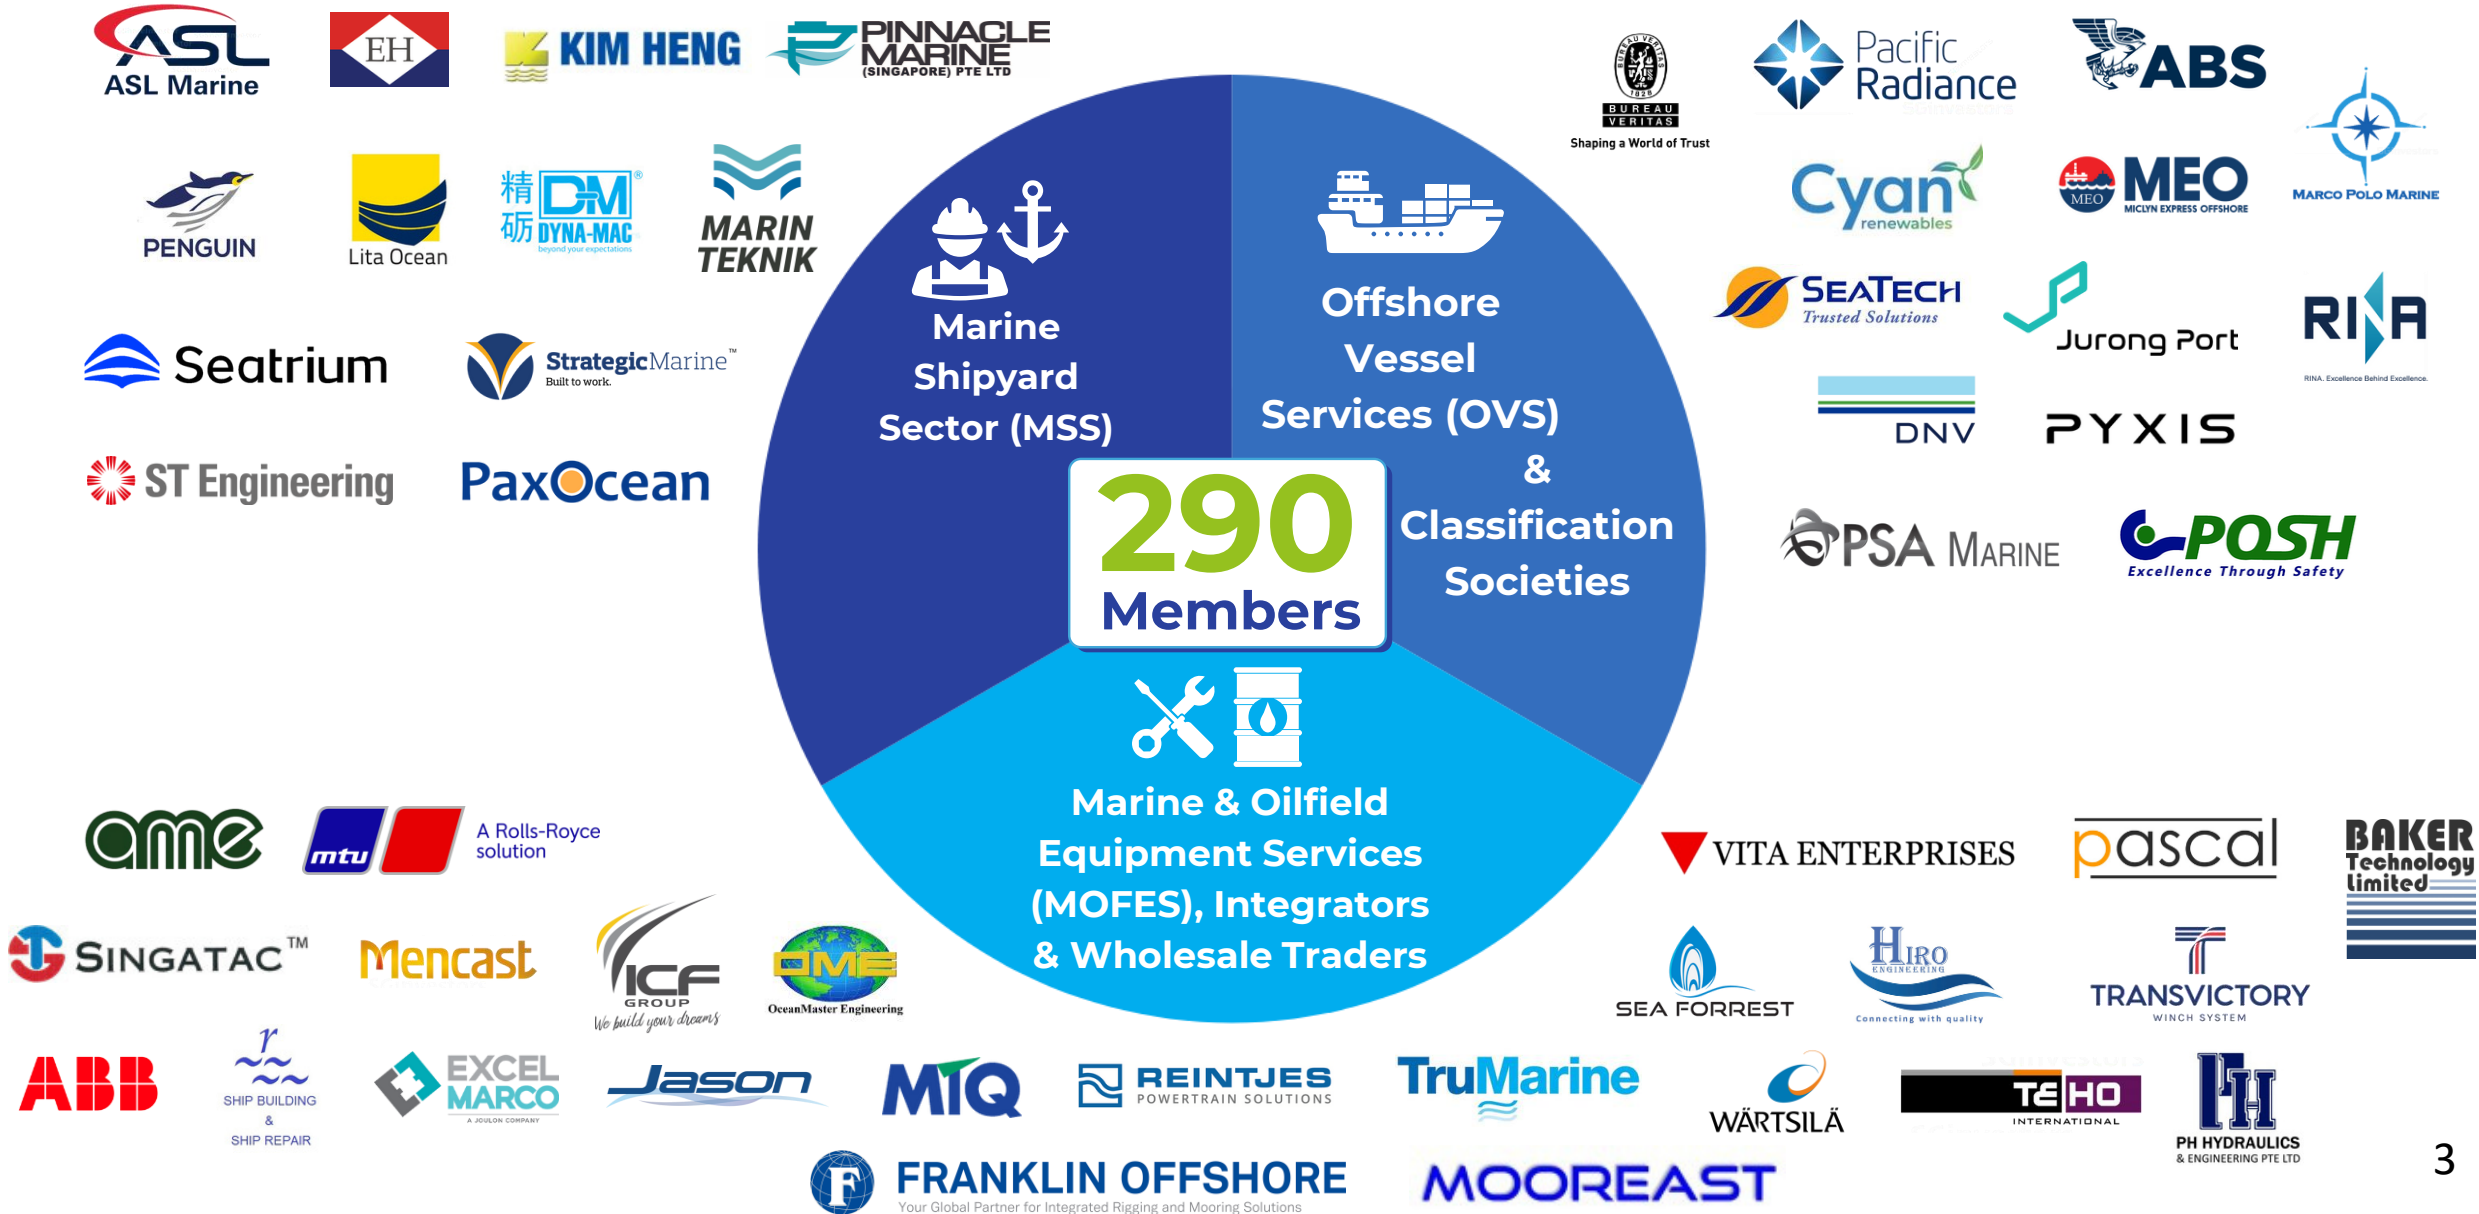 ASL
ASL Marine
EH
KIM HENG
PINNACLE
MARINE
(SINGAPORE) PTE LTD
PENGUIN
Lita Ocean
精
砺
DM®
DYNA-MAC
beyond your expectations
MARIN
TEKNIK
Seatrium
StrategicMarine™
Built to work.
ST Engineering
PaxOcean
Marine
Shipyard
Sector (MSS)
Offshore
Vessel
Services (OVS)
&
Classification
Societies
290
Members
Marine & Oilfield
Equipment Services
(MOFES), Integrators
& Wholesale Traders
BUREAU VERITAS
1828
BUREAU
VERITAS
Shaping a World of Trust
Pacific
Radiance
ABS
MARCO POLO MARINE
Cyan
renewables
MEO
MEO
MICLYN EXPRESS OFFSHORE
SEATECH
Trusted Solutions
JP
Jurong Port
RINA
RINA. Excellence Behind Excellence.
DNV
PYXIS
PSA MARINE
POSH
Excellence Through Safety
ame
mtu
A Rolls-Royce
solution
SINGATAC™
Mencast
ICF
GROUP
We build your dreams
OME
OceanMaster Engineering
ABB
r
SHIP BUILDING
&
SHIP REPAIR
EXCEL
MARCO
A JOULON COMPANY
Jason
MTQ
REINTJES
POWERTRAIN SOLUTIONS
TruMarine
WÄRTSILÄ
TEHO
INTERNATIONAL
PH
PH HYDRAULICS
& ENGINEERING PTE LTD
VITA ENTERPRISES
pascal
BAKER
Technology
Limited
SEA FORREST
HIRO
ENGINEERING
Connecting with quality
T
TRANSVICTORY
WINCH SYSTEM
F
FRANKLIN OFFSHORE
Your Global Partner for Integrated Rigging and Mooring Solutions
MOOREAST
3